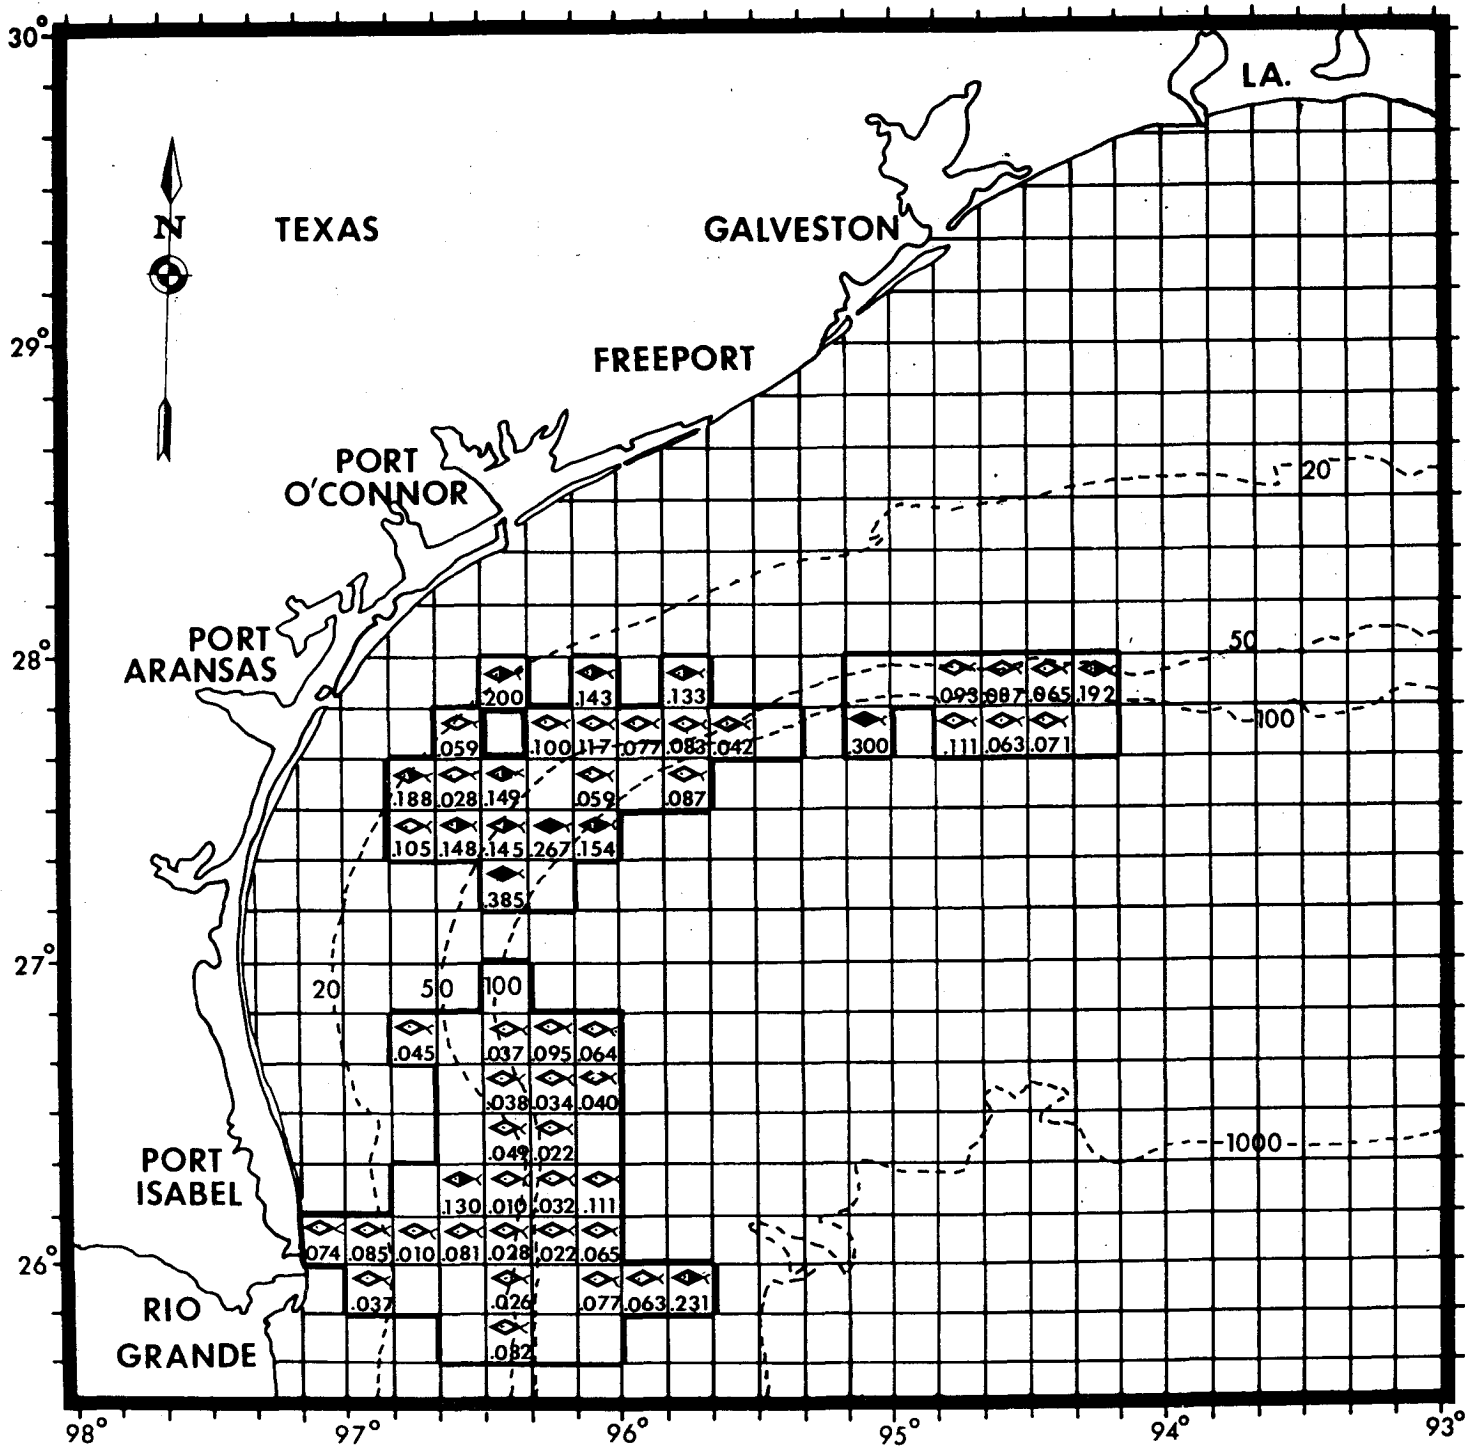 30°
LA.
N
TEXAS
GALVESTON
29°
FREEPORT
PORT
O'CONNOR
20
PORT
ARANSAS
50
28°
.200 .143 .133 .093 .087 .065 .192
100
.059 .100 .117 .077 .083 .042 .300 .111 .063 .071
.188 .028 .149 .059 .087
.105 .148 .145 .267 .154
.385
27°
20 50 100
.045 .037 .095 .064
.038 .034 .040
.049 .022
1000
PORT
ISABEL
.130 .010 .032 .111
.074 .085 .010 .081 .028 .022 .065
26°
.037 .026 .077 .063 .231
RIO
GRANDE
.082
98° 97° 96° 95° 94° 93°